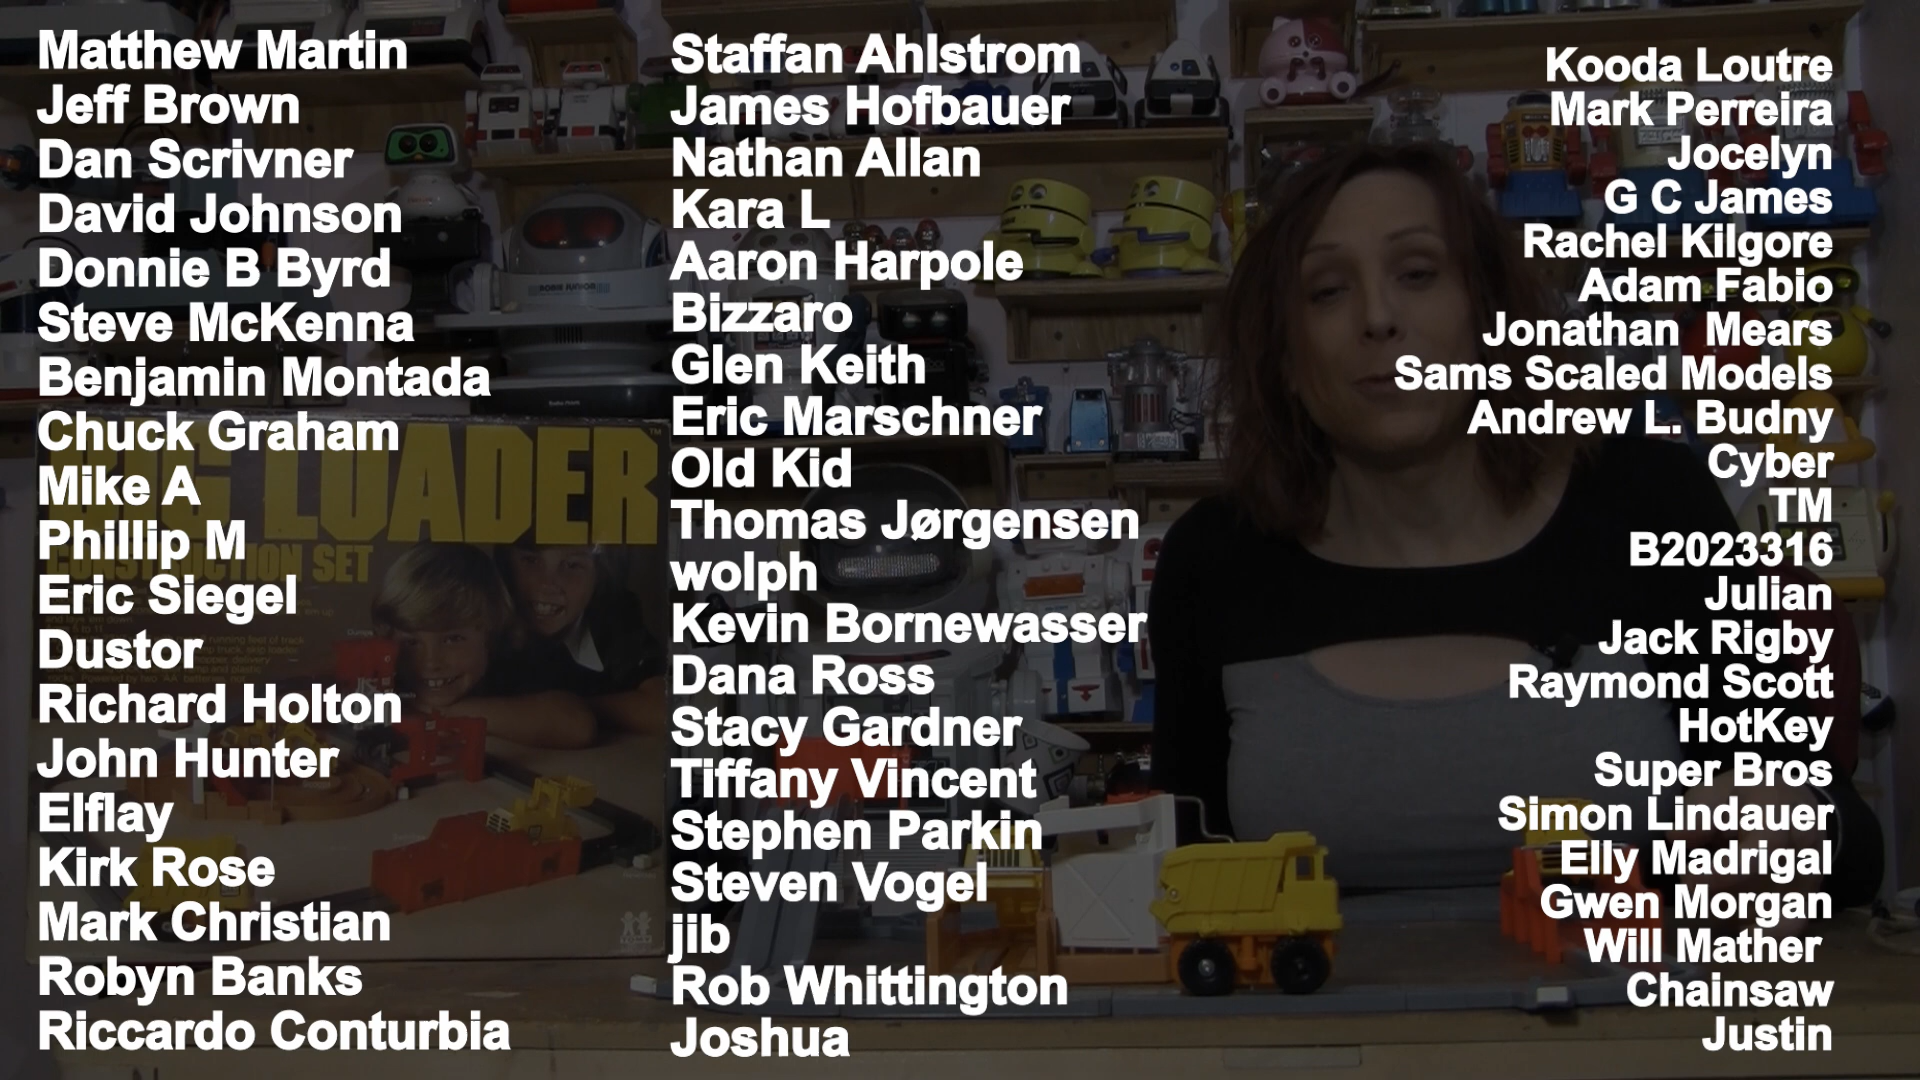 Matthew Martin
Jeff Brown
Dan Scrivner
David Johnson
Donnie B Byrd
Steve McKenna
Benjamin Montada
Chuck Graham
Mike A
Phillip M
Eric Siegel
Dustor
Richard Holton
John Hunter
Elflay
Kirk Rose
Mark Christian
Robyn Banks
Riccardo Conturbia
Staffan Ahlstrom
James Hofbauer
Nathan Allan
Kara L
Aaron Harpole
Bizzaro
Glen Keith
Eric Marschner
Old Kid
Thomas Jørgensen
wolph
Kevin Bornewasser
Dana Ross
Stacy Gardner
Tiffany Vincent
Stephen Parkin
Steven Vogel
jib
Rob Whittington
Joshua
Kooda Loutre
Mark Perreira
Jocelyn
G C James
Rachel Kilgore
Adam Fabio
Jonathan  Mears
Sams Scaled Models
Andrew L. Budny
Cyber
TM
B2023316
Julian
Jack Rigby
Raymond Scott
HotKey
Super Bros
Simon Lindauer
Elly Madrigal
Gwen Morgan
Will Mather
Chainsaw
Justin
LOADER
CONSTRUCTION SET